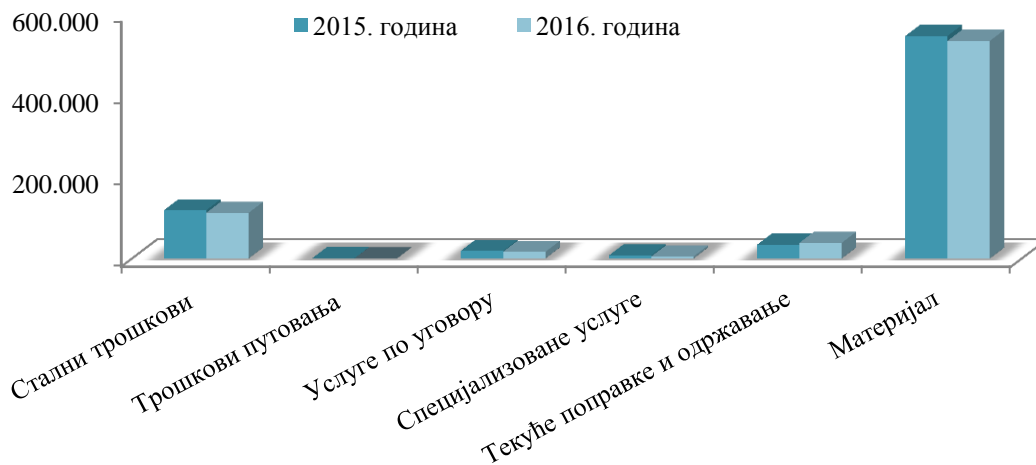 600.000
400.000
200.000
-
2015. година
2016. година
Стални трошкови
Трошкови путовања
Услуге по уговору
Специјализоване услуге
Текуће поправке и одржавање
Материјал